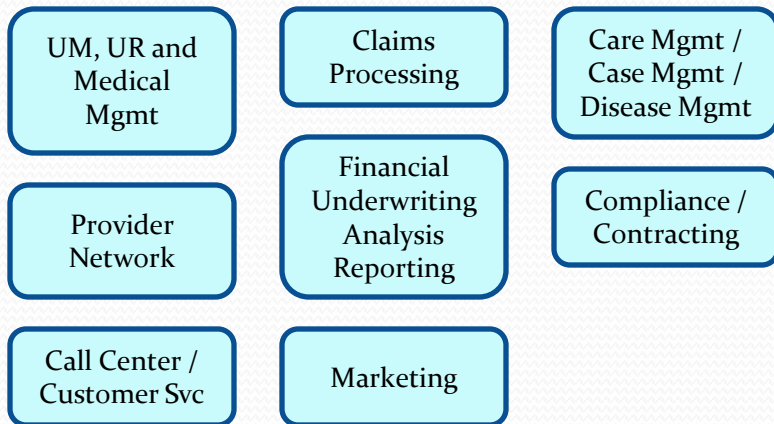 UM, UR and
Medical
Mgmt
Claims
Processing
Care Mgmt /
Case Mgmt /
Disease Mgmt
Provider
Network
Financial
Underwriting
Analysis
Reporting
Compliance /
Contracting
Call Center /
Customer Svc
Marketing